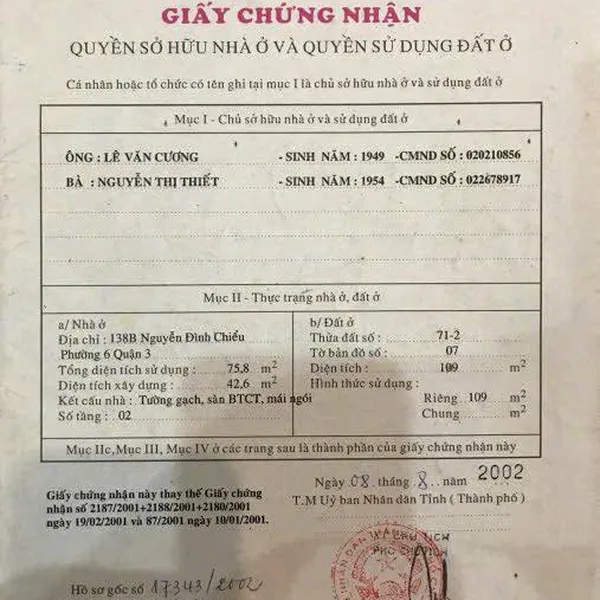 GIẤY CHỨNG NHẬN
QUYỀN SỞ HỮU NHÀ Ở VÀ QUYỀN SỬ DỤNG ĐẤT Ở
Cá nhân hoặc tổ chức có tên ghi tại mục I là chủ sở hữu nhà ở và sử dụng đất ở
Mục I - Chủ sở hữu nhà ở và sử dụng đất ở
ÔNG : LÊ VĂN CƯƠNG - SINH NĂM : 1949 -CMND SỐ : 020210856
BÀ : NGUYỄN THỊ THIẾT - SINH NĂM : 1954 -CMND SỐ : 022678917
Mục II - Thực trạng nhà ở, đất ở
a/ Nhà ở
Địa chỉ : 138B Nguyễn Đình Chiểu
Phường 6 Quận 3
Tổng diện tích sử dụng : 75,8 m2
Diện tích xây dựng : 42,6 m2
Kết cấu nhà : Tường gạch, sàn BTCT, mái ngói
Số tầng : 02
b/ Đất ở
Thửa đất số : 71-2
Tờ bản đồ số : 07
Diện tích : 109 m2
Hình thức sử dụng :
Riêng : 109 m2
Chung : m2
Mục IIc, Mục III, Mục IV ở các trang sau là thành phần của giấy chứng nhận này
Ngày 08 tháng 8 năm 2002
T.M Uỷ ban Nhân dân Tỉnh ( Thành phố )
Giấy chứng nhận này thay thế Giấy chứng
nhận số 2187/2001+2188/2001+2180/2001
ngày 19/02/2001 và 87/2001 ngày 10/01/2001.
Hồ sơ gốc số 17343/2002